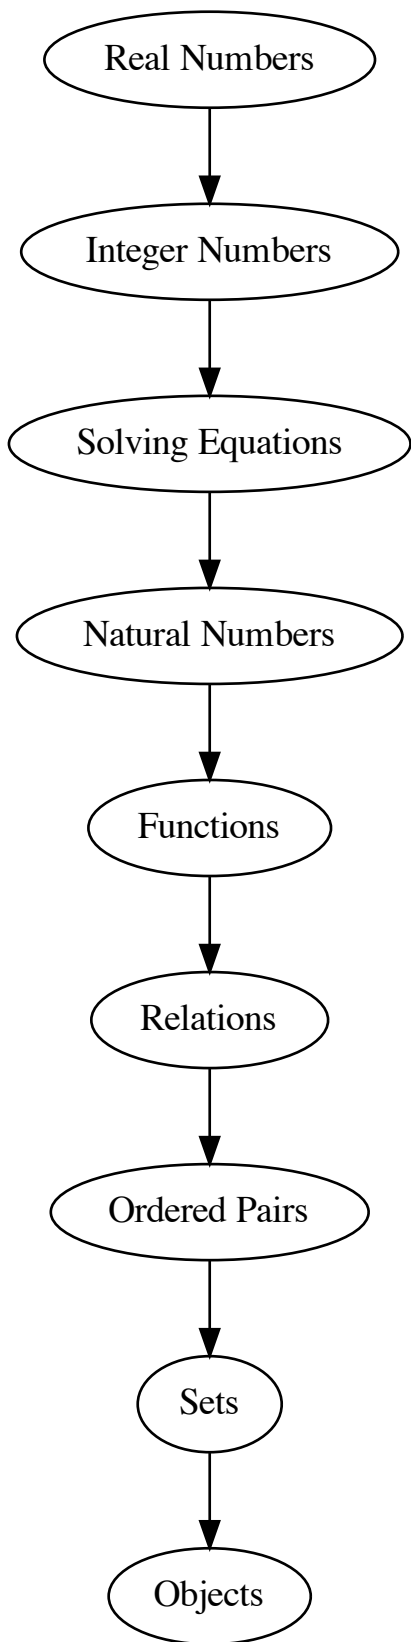 Real Numbers
Integer Numbers
Solving Equations
Natural Numbers
Functions
Relations
Ordered Pairs
Sets
Objects